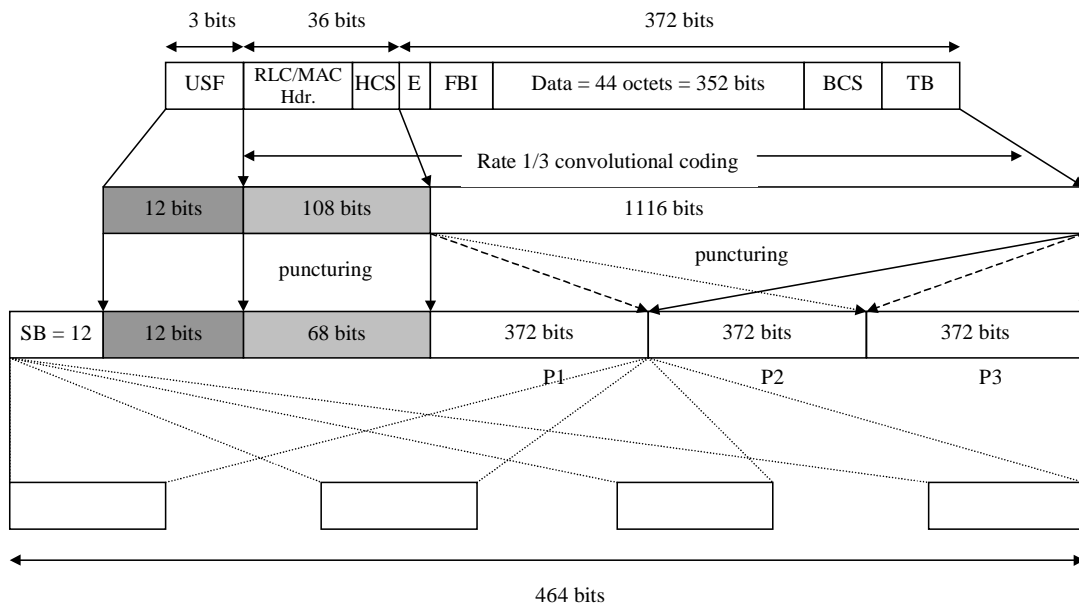 3 bits 36 bits 372 bits
USF RLC/MAC Hdr. HCS E FBI Data = 44 octets = 352 bits BCS TB
Rate 1/3 convolutional coding
12 bits 108 bits 1116 bits
puncturing puncturing
SB = 12 12 bits 68 bits 372 bits 372 bits 372 bits
P1 P2 P3
464 bits